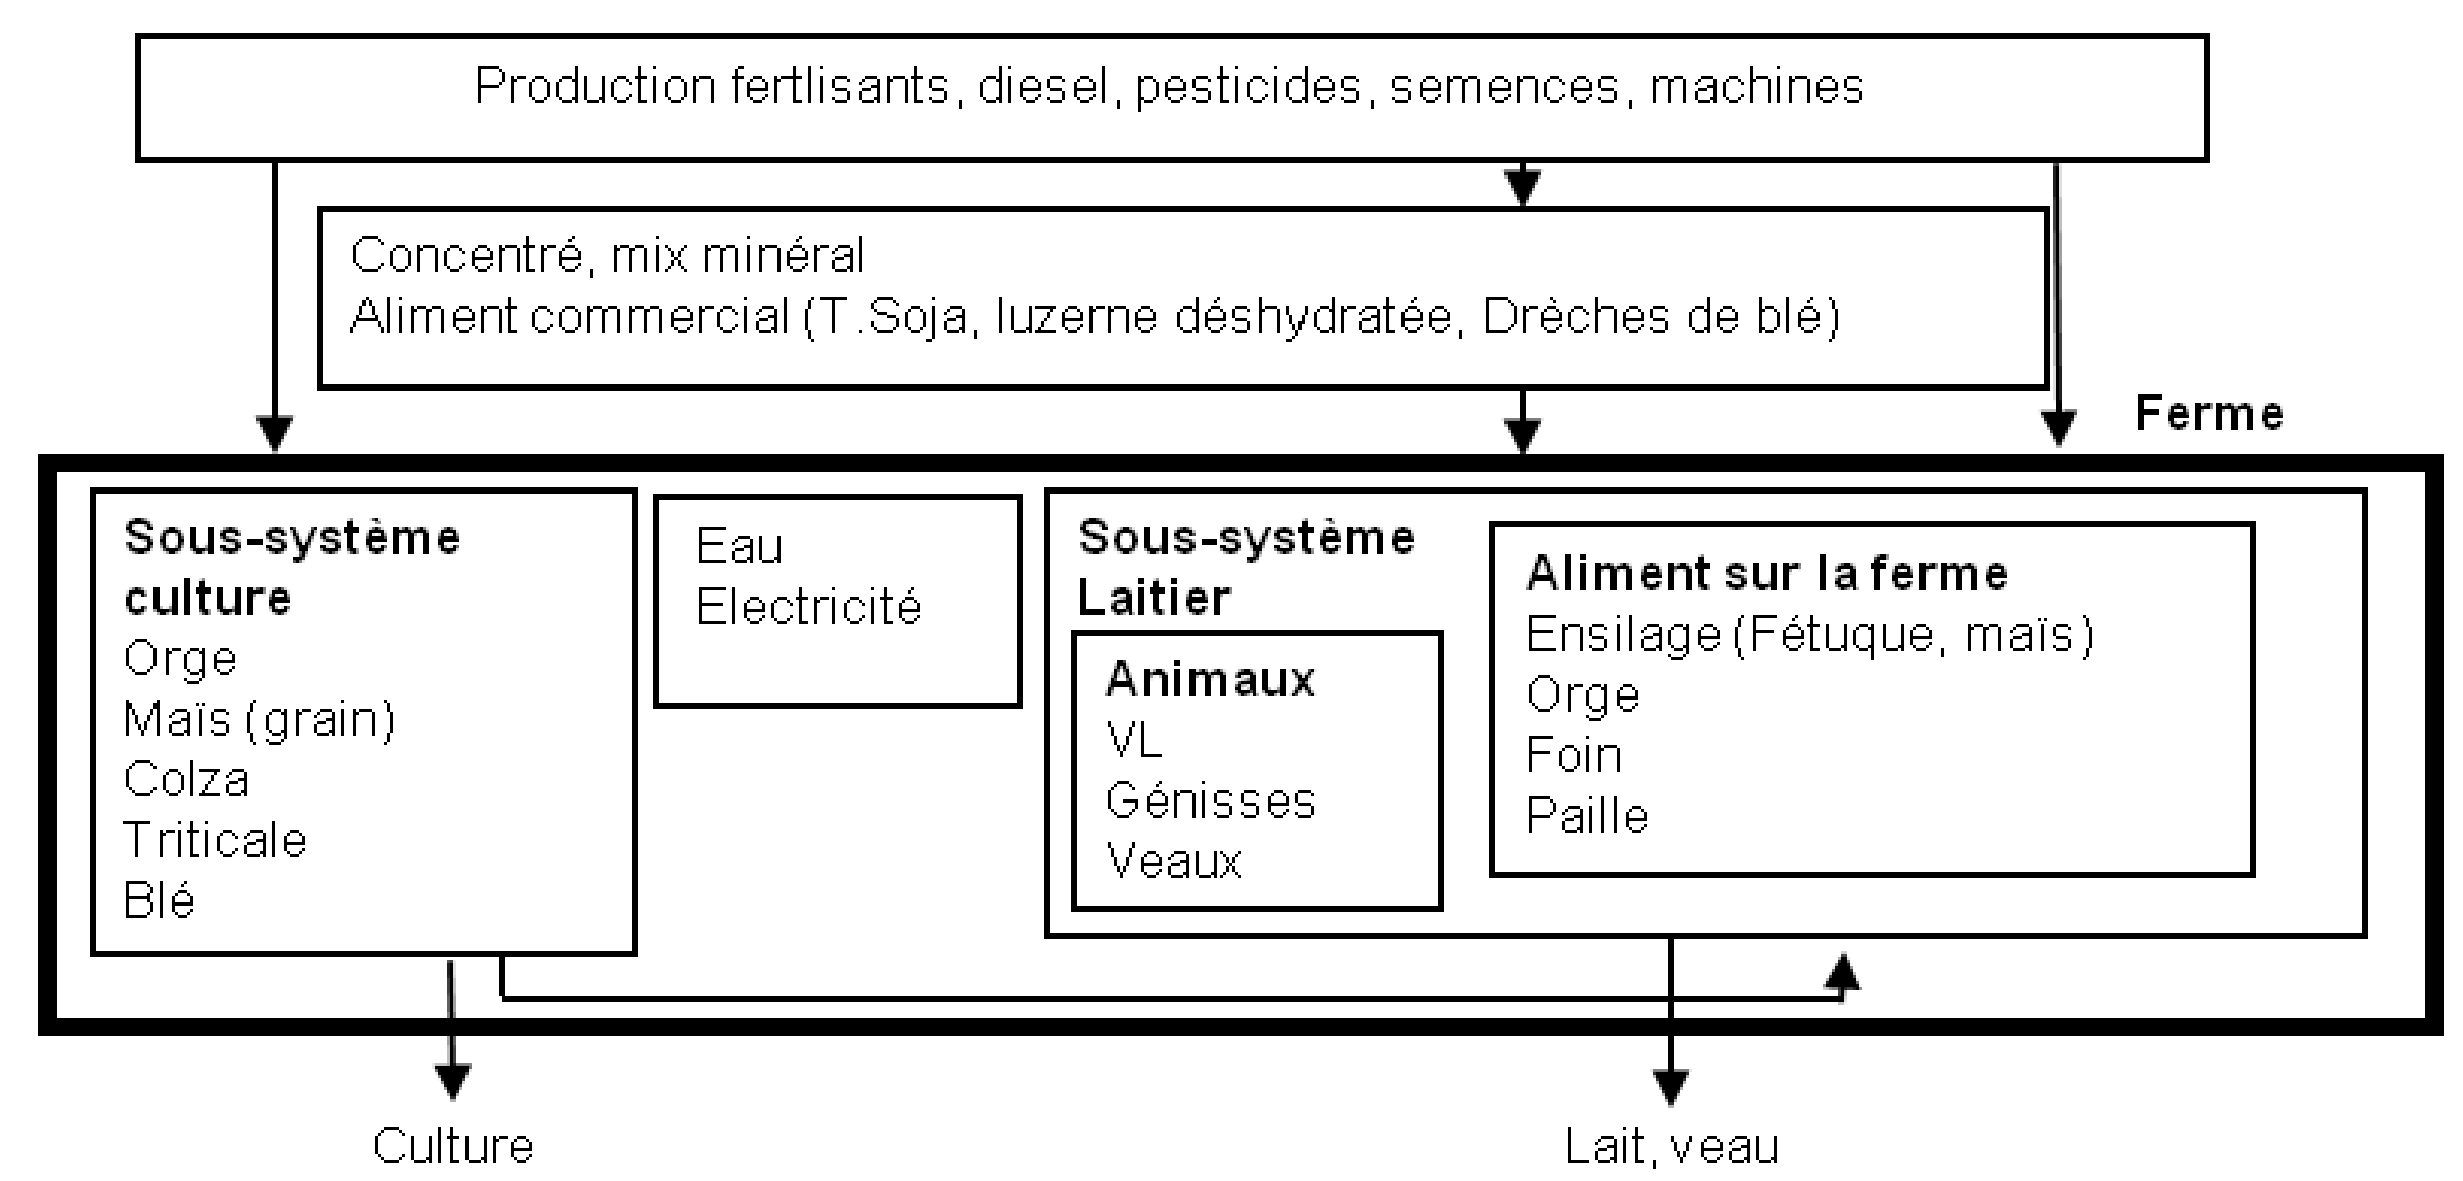 Production fertlisants, diesel, pesticides, semences, machines
Concentré, mix minéral
Aliment commercial (T.Soja, luzerne déshydratée, Drèches de blé)
Ferme
Sous-système
culture
Orge
Maïs (grain)
Colza
Triticale
Blé
Eau
Electricité
Sous-système
Laitier
Animaux
VL
Génisses
Veaux
Aliment sur la ferme
Ensilage (Fétuque, maïs)
Orge
Foin
Paille
Culture
Lait, veau